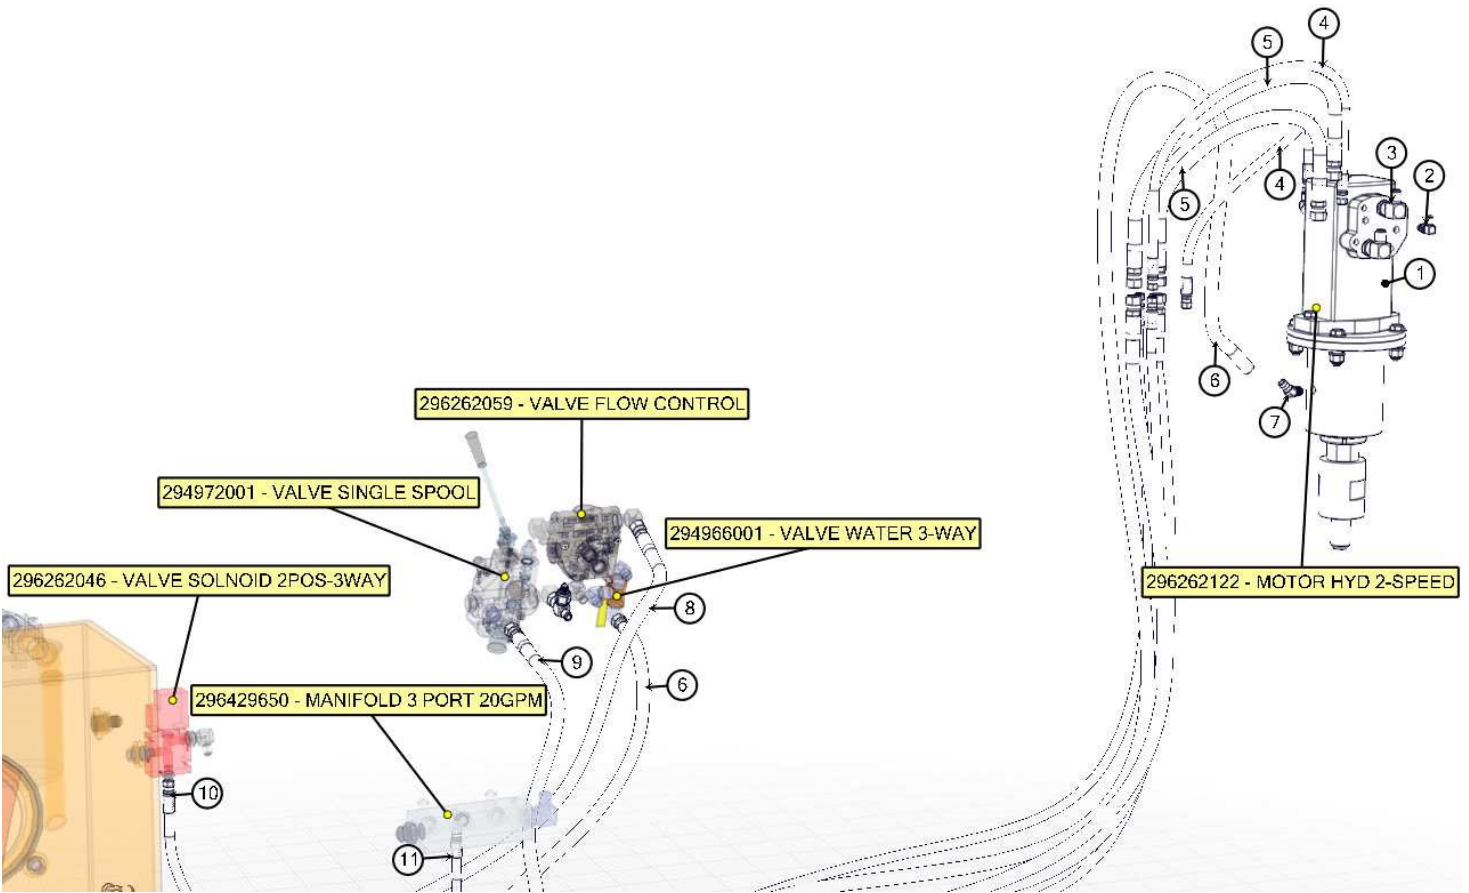 4
5
3
2
4
5
1
6
7
296262059 - VALVE FLOW CONTROL
294972001 - VALVE SINGLE SPOOL
294966001 - VALVE WATER 3-WAY
296262046 - VALVE SOLNOID 2POS-3WAY
296262122 - MOTOR HYD 2-SPEED
8
9
6
296429650 - MANIFOLD 3 PORT 20GPM
10
11